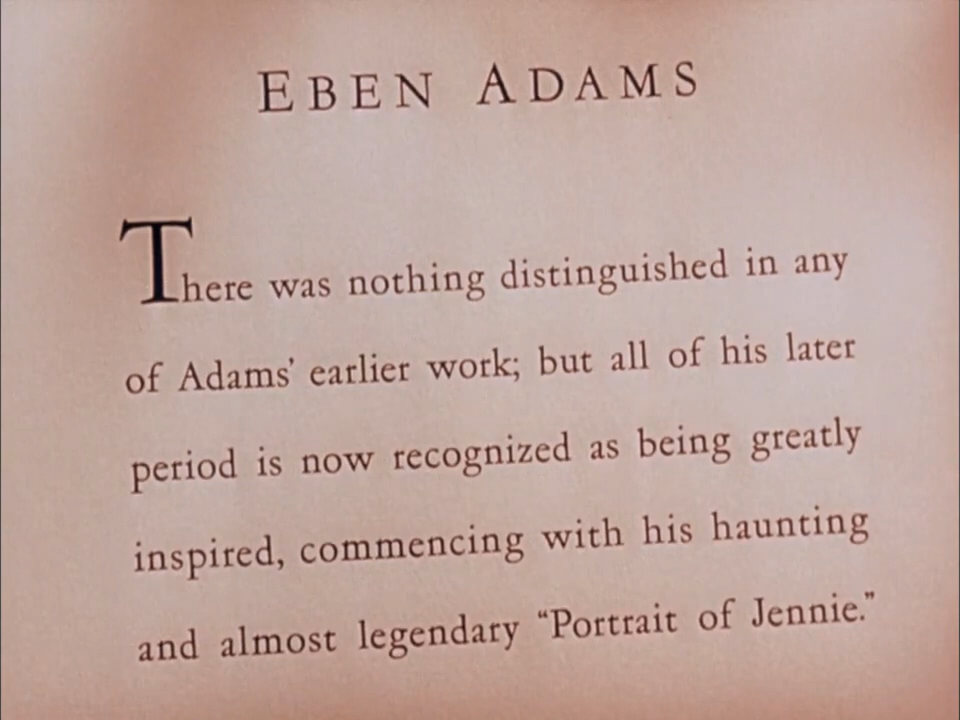 EBEN ADAMS
There was nothing distinguished in any
of Adams' earlier work; but all of his later
period is now recognized as being greatly
inspired, commencing with his haunting
and almost legendary “Portrait of Jennie.”